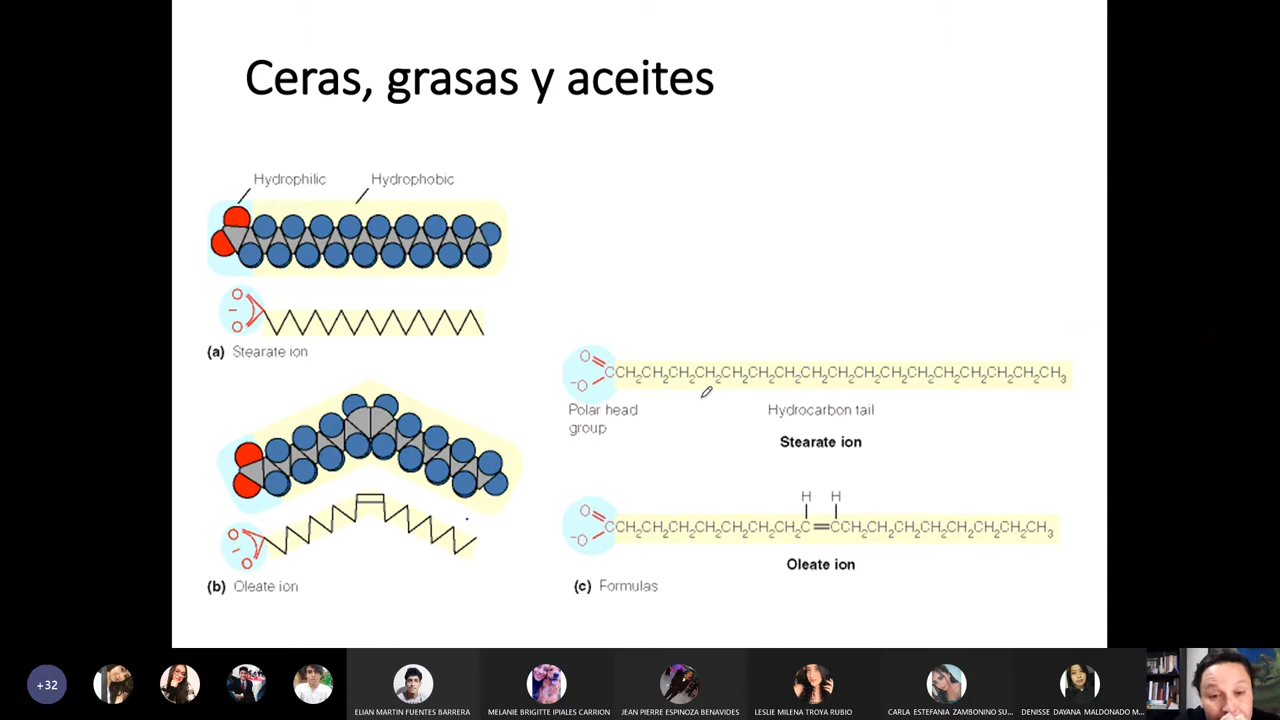 Ceras, grasas y aceites
Hydrophilic Hydrophobic
O
−
O
(a) Stearate ion
O
−
O
(b) Oleate ion
O
CCH2CH2CH2CH2CH2CH2CH2CH2CH2CH2CH2CH2CH2CH2CH2CH2CH3
−O
Polar head
group
Hydrocarbon tail
Stearate ion
H H
O
CCH2CH2CH2CH2CH2CH2CH2C=CCH2CH2CH2CH2CH2CH2CH2CH3
−O
Oleate ion
(c) Formulas
+32
ELIAN MARTIN FUENTES BARRERA
MELANIE BRIGITTE IPIALES CARRION
JEAN PIERRE ESPINOZA BENAVIDES
LESLIE MILENA TROYA RUBIO
CARLA ESTEFANIA ZAMBONINO SU...
DENISSE DAYANA MALDONADO M...